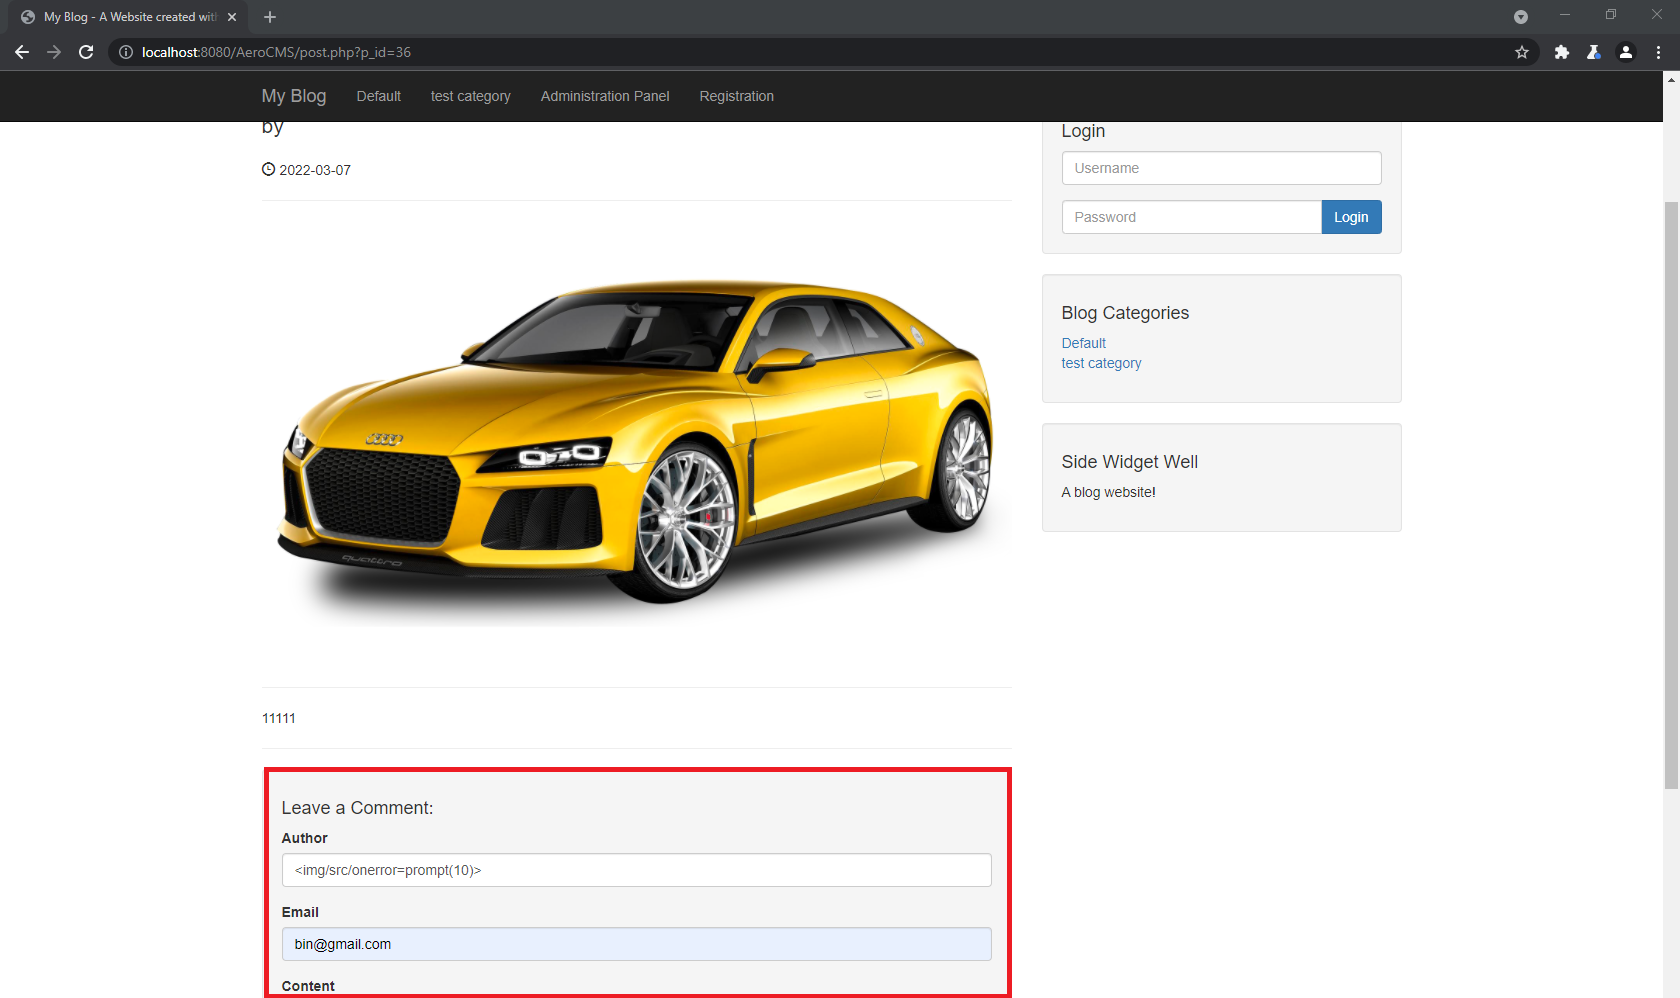 My Blog - A Website created with
localhost:8080/AeroCMS/post.php?p_id=36
My Blog Default test category Administration Panel Registration
by
2022-03-07
quattro
11111
Leave a Comment:
Author
<img/src/onerror=prompt(10)>
Email
bin@gmail.com
Content
Login
Username
Password Login
Blog Categories
Default
test category
Side Widget Well
A blog website!